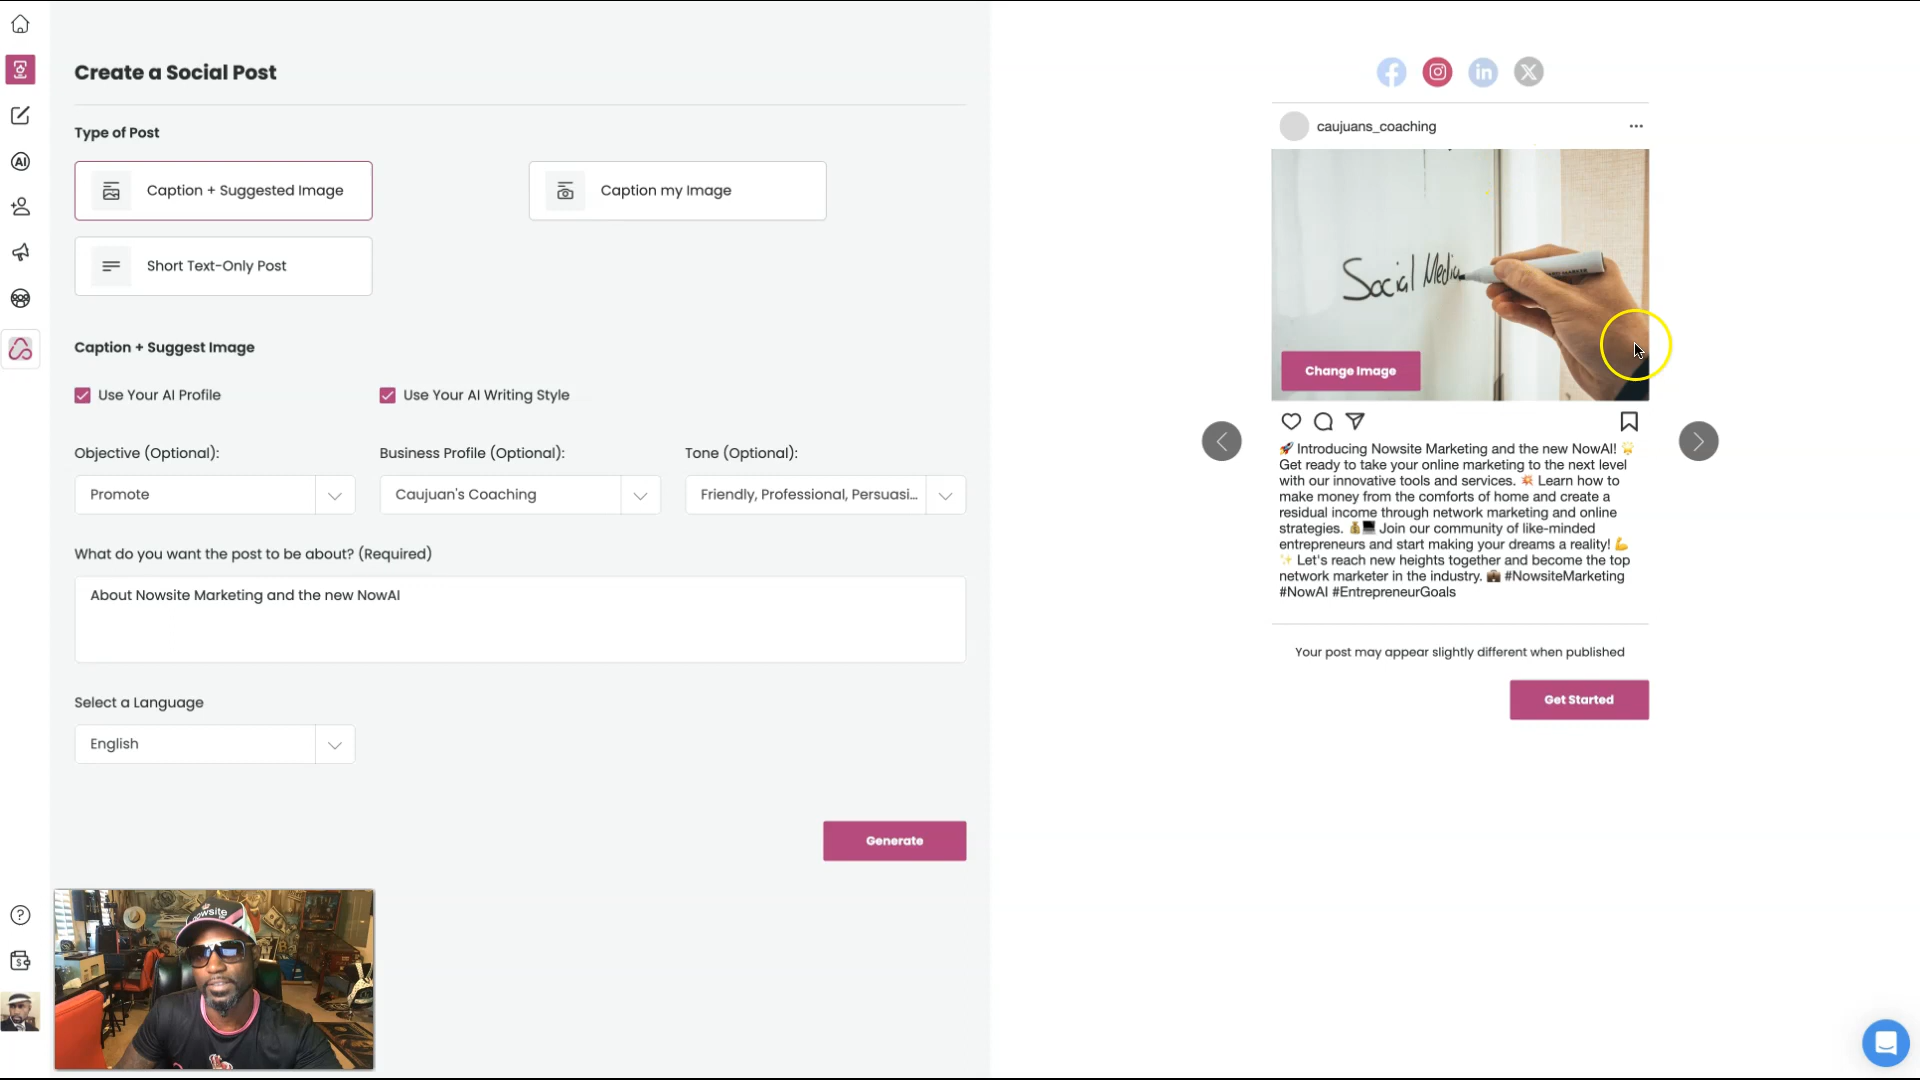 Create a Social Post
Type of Post
Caption + Suggested Image
Caption my Image
Short Text-Only Post
Caption + Suggest Image
Use Your AI Profile
Use Your AI Writing Style
Objective (Optional):
Business Profile (Optional):
Tone (Optional):
Promote
Caujuan's Coaching
Friendly, Professional, Persuasi...
What do you want the post to be about? (Required)
About Nowsite Marketing and the new NowAI
Select a Language
English
Generate
AI
caujuans_coaching
Social Media
Change Image
🚀 Introducing Nowsite Marketing and the new NowAI! 🌟
Get ready to take your online marketing to the next level
with our innovative tools and services. 💥 Learn how to
make money from the comforts of home and create a
residual income through network marketing and online
strategies. 💰💻 Join our community of like-minded
entrepreneurs and start making your dreams a reality! 💪
✨ Let's reach new heights together and become the top
network marketer in the industry. 💼 #NowsiteMarketing
#NowAI #EntrepreneurGoals
Your post may appear slightly different when published
Get Started